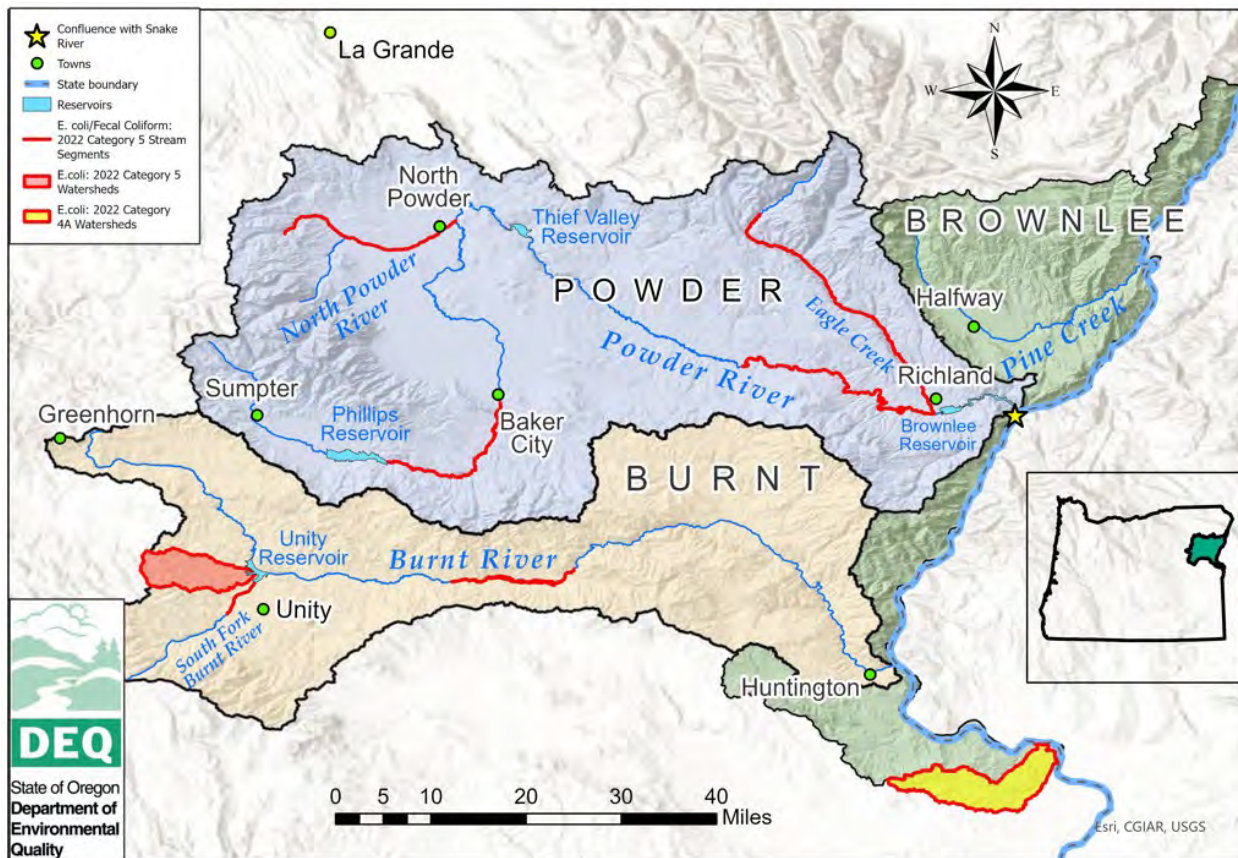 Confluence with Snake
River
Towns
State boundary
Reservoirs
E. coli/Fecal Coliform:
2022 Category 5 Stream
Segments
E.coli: 2022 Category 5
Watersheds
E.coli: 2022 Category
4A Watersheds
La Grande
N
W
E
S
North
Powder
Thief Valley
Reservoir
BROWNLEE
POWDER
North Powder
River
Eagle Creek
Halfway
Pine Creek
Powder River
Richland
Sumpter
Greenhorn
Phillips
Reservoir
Baker
City
Brownlee
Reservoir
BURNT
Unity
Reservoir
Burnt River
Unity
South Fork
Burnt River
Huntington
DEQ
State of Oregon
Department of
Environmental
Quality
0 5 10 20 30 40
Miles
Esri, CGIAR, USGS